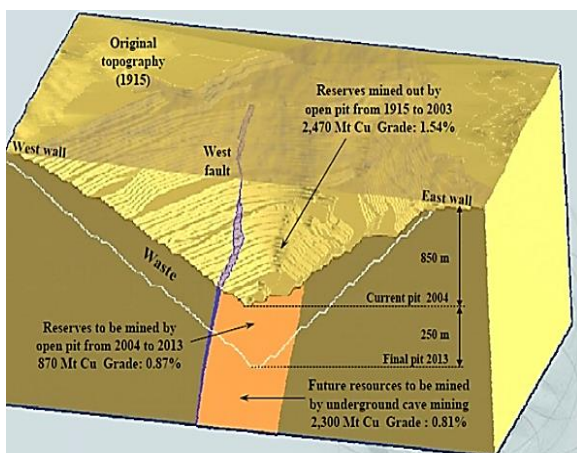 Original
topography
(1915)
Reserves mined out by
open pit from 1915 to 2003
2,470 Mt Cu Grade: 1.54%
West wall
West
fault
East wall
850 m
Waste
Current pit 2004
Reserves to be mined by
open pit from 2004 to 2013
870 Mt Cu Grade: 0.87%
250 m
Final pit 2013
Future resources to be mined
by underground cave mining
2,300 Mt Cu Grade : 0.81%